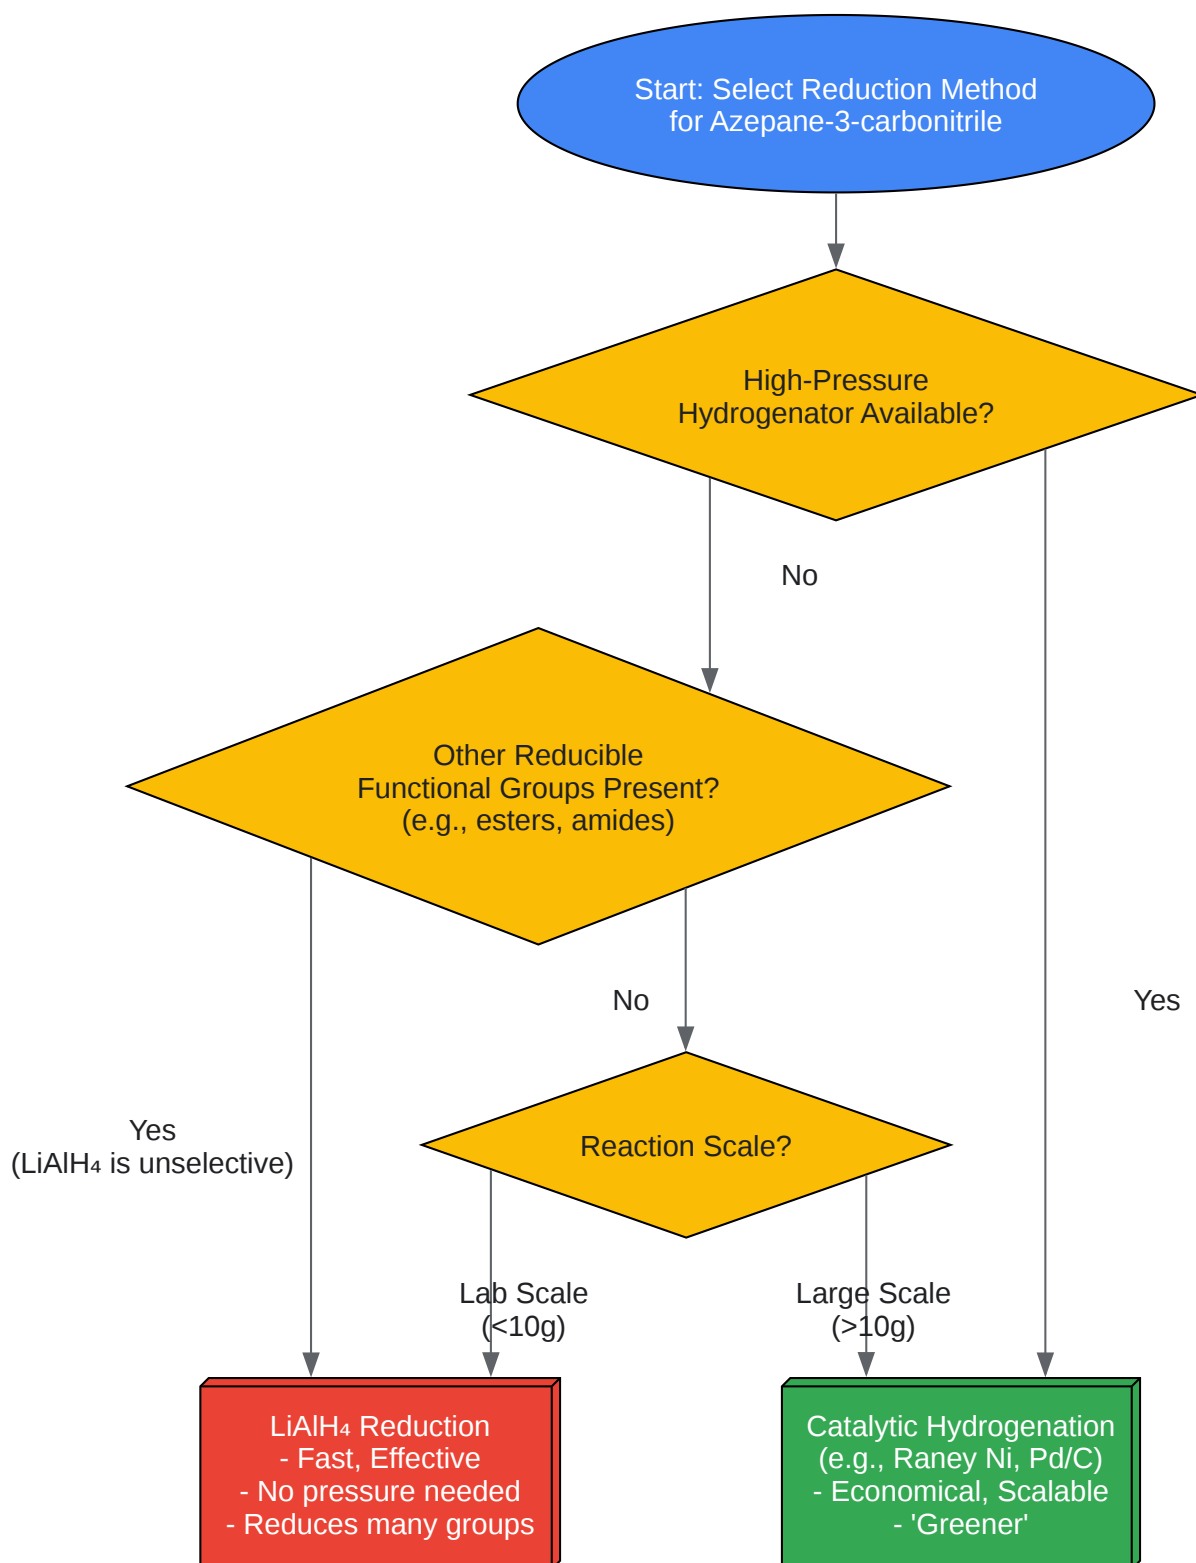 Start: Select Reduction Method
for Azepane-3-carbonitrile
High-Pressure
Hydrogenator Available?
No
Other Reducible
Functional Groups Present?
(e.g., esters, amides)
No
Yes
Yes
(LiAlH₄ is unselective)
Reaction Scale?
Lab Scale
(<10g)
Large Scale
(>10g)
LiAlH₄ Reduction
- Fast, Effective
- No pressure needed
- Reduces many groups
Catalytic Hydrogenation
(e.g., Raney Ni, Pd/C)
- Economical, Scalable
- 'Greener'